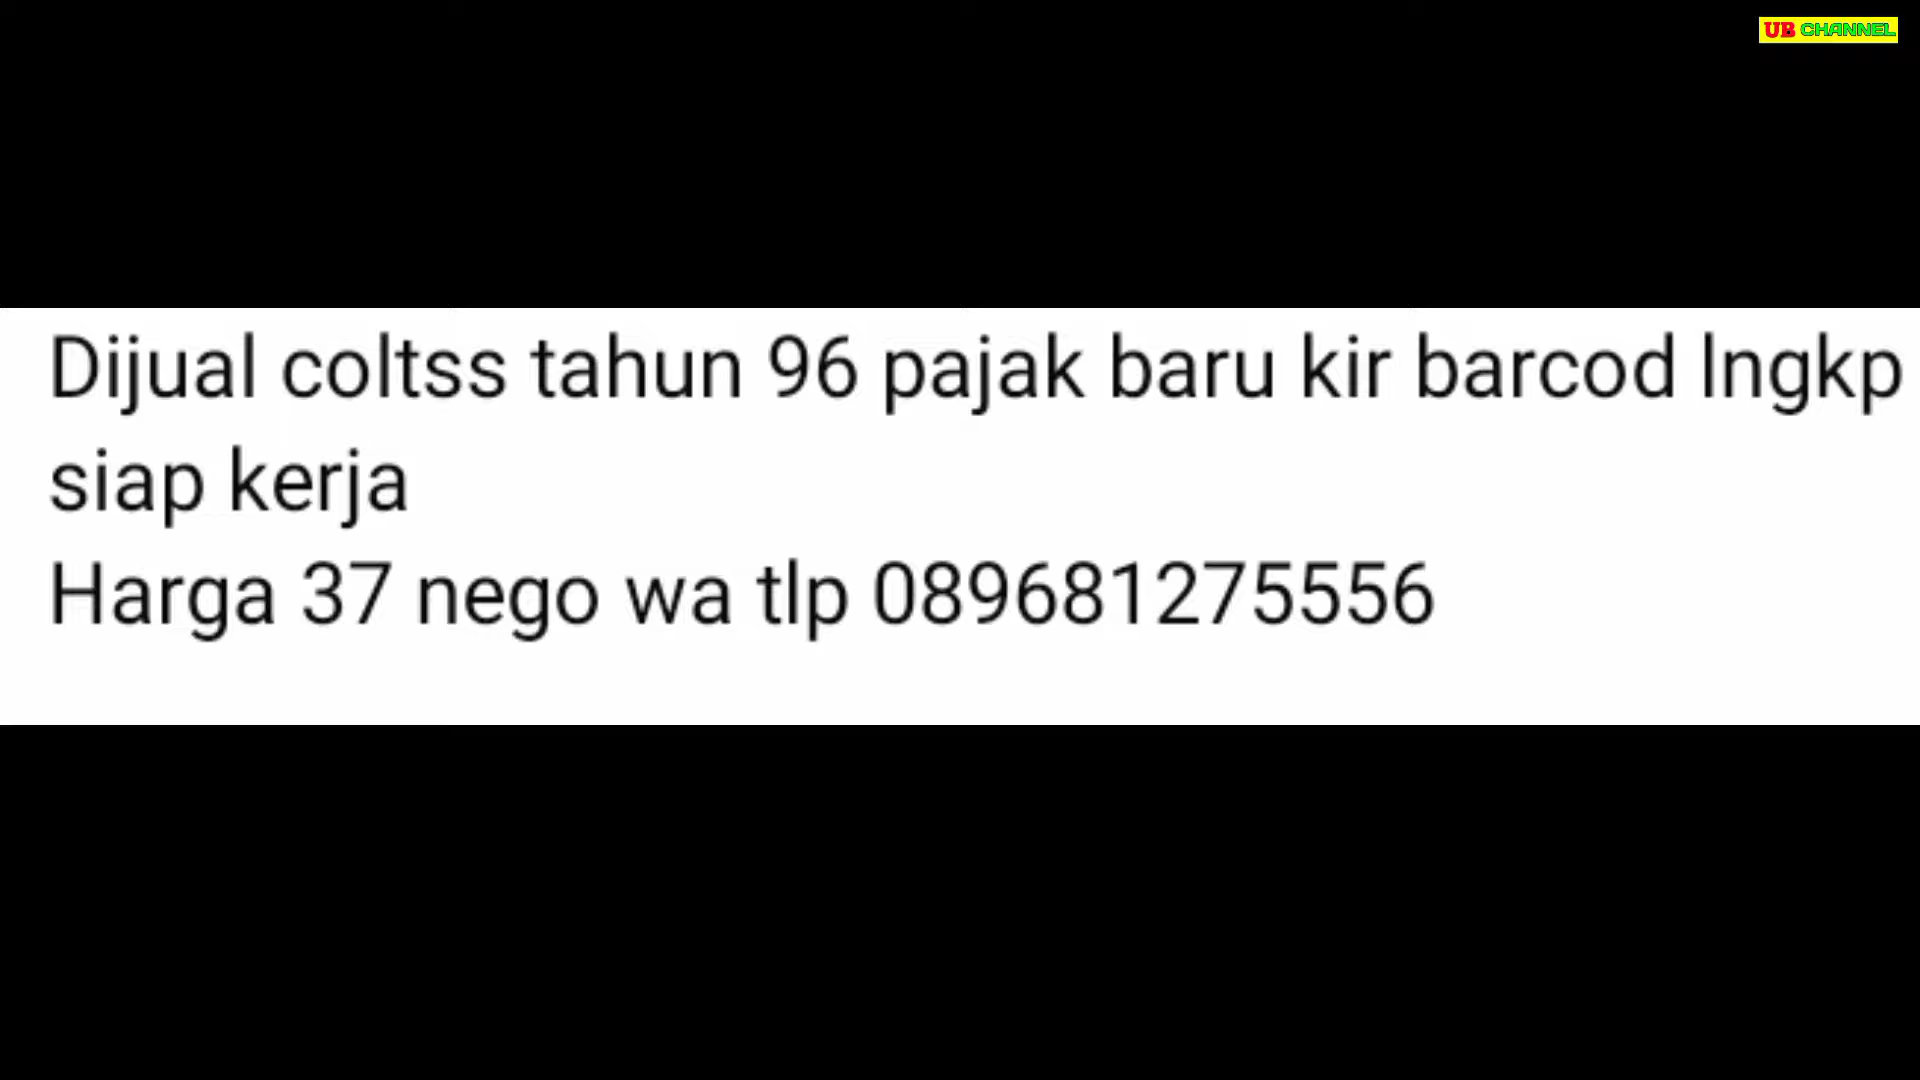 UB CHANNEL
Dijual coltss tahun 96 pajak baru kir barcod lngkp
siap kerja
Harga 37 nego wa tlp 089681275556